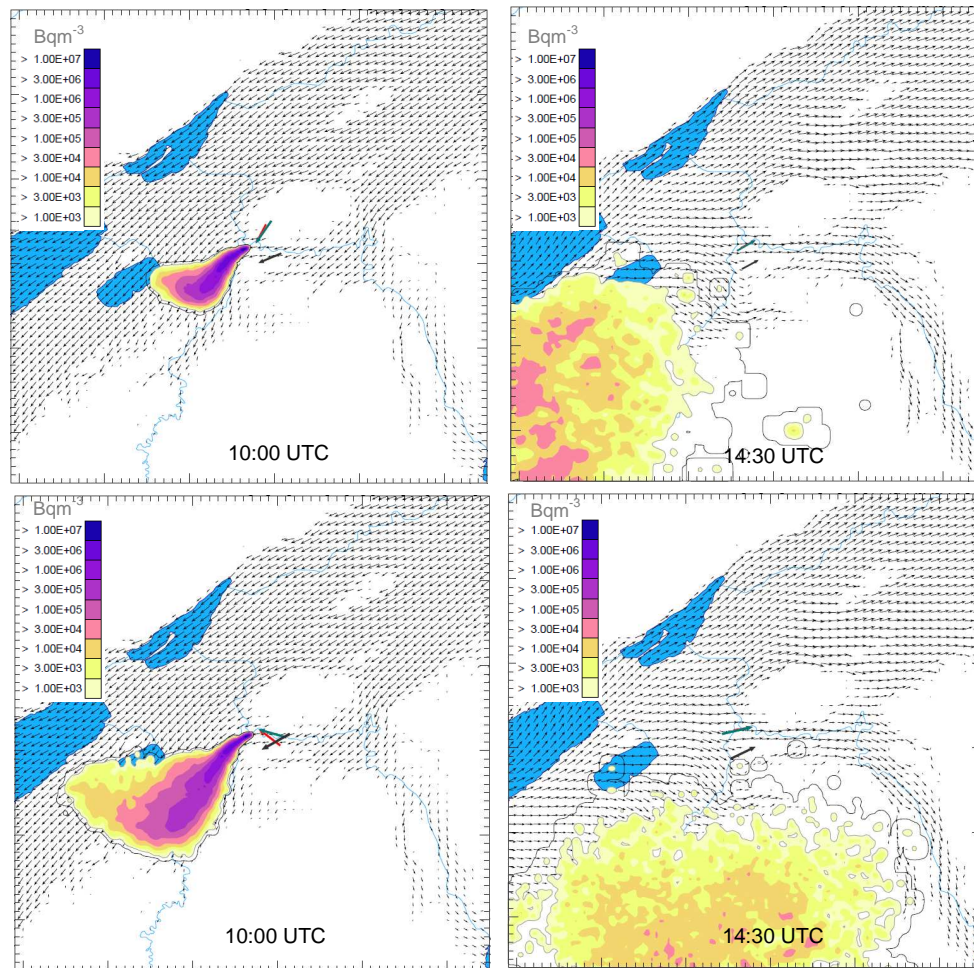 Bqm-3
> 1.00E+07
> 3.00E+06
> 1.00E+06
> 3.00E+05
> 1.00E+05
> 3.00E+04
> 1.00E+04
> 3.00E+03
> 1.00E+03
10:00 UTC
Bqm-3
> 1.00E+07
> 3.00E+06
> 1.00E+06
> 3.00E+05
> 1.00E+05
> 3.00E+04
> 1.00E+04
> 3.00E+03
> 1.00E+03
14:30 UTC
Bqm-3
> 1.00E+07
> 3.00E+06
> 1.00E+06
> 3.00E+05
> 1.00E+05
> 3.00E+04
> 1.00E+04
> 3.00E+03
> 1.00E+03
10:00 UTC
Bqm-3
> 1.00E+07
> 3.00E+06
> 1.00E+06
> 3.00E+05
> 1.00E+05
> 3.00E+04
> 1.00E+04
> 3.00E+03
> 1.00E+03
14:30 UTC